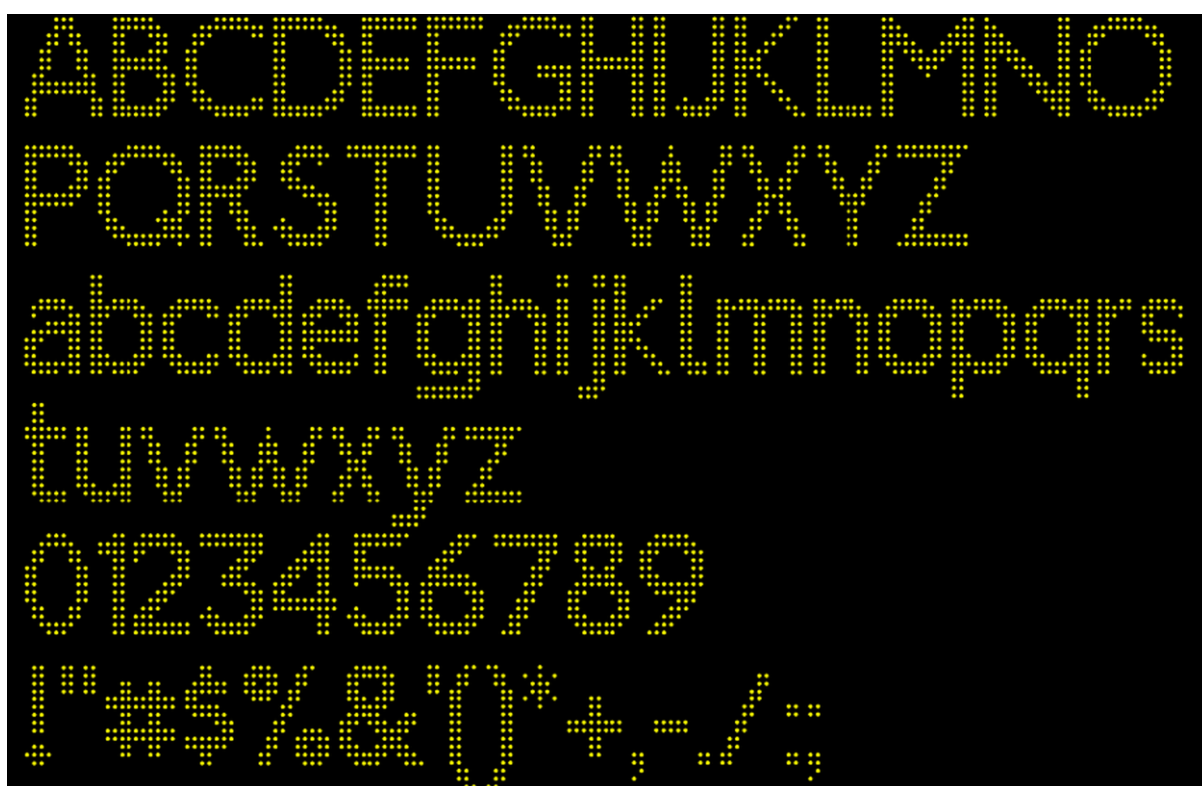 ABCDEFGHIJKLMNO
PQRSTUVWXYZ
abcdefghijklmnopqrs
tuvwxyz
0123456789
!"#$%&'()*+,-./:;